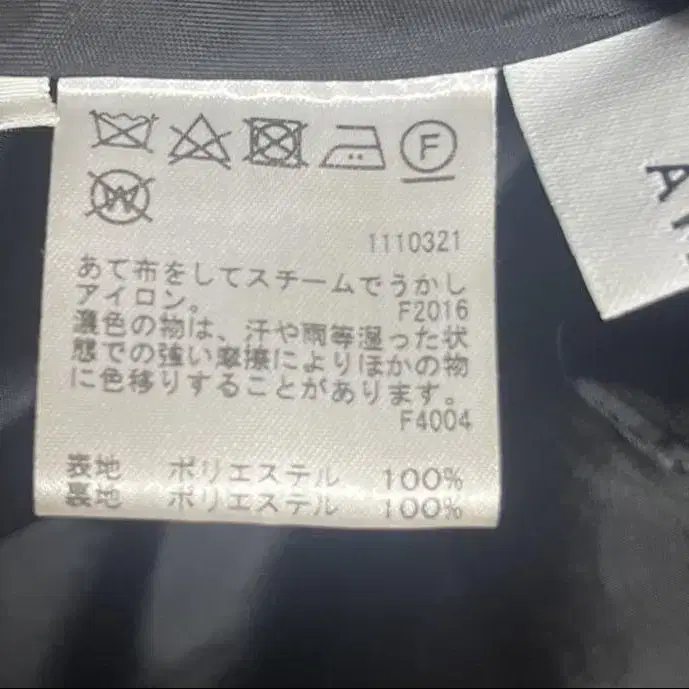 F
W
1110321
あて布をしてスチームでうかし
アイロン。
F2016
濃色の物は、汗や雨等湿った状
態での強い摩擦によりほかの物
に色移りすることがあります。
F4004
表地 ポリエステル 100%
裏地 ポリエステル 100%
A